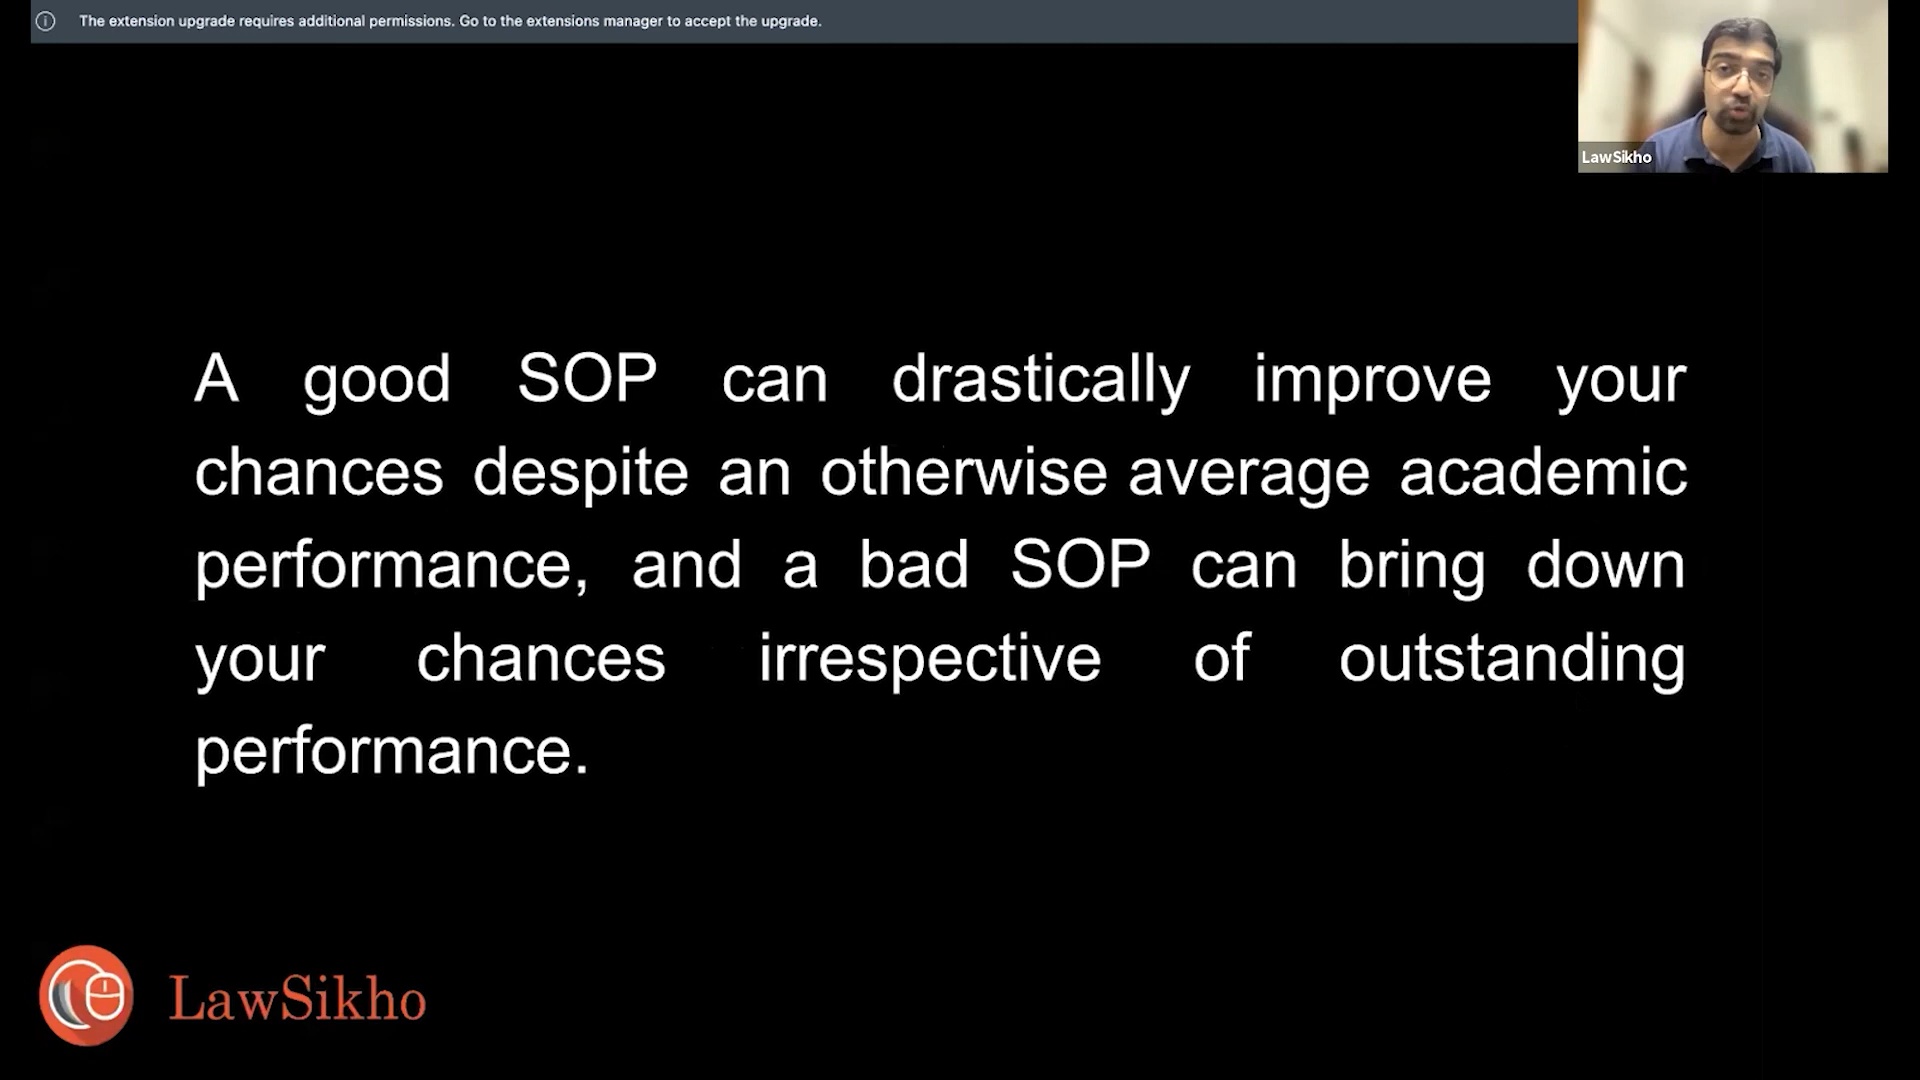 The extension upgrade requires additional permissions. Go to the extensions manager to accept the upgrade.
LawSikho
A good SOP can drastically improve your
chances despite an otherwise average academic
performance, and a bad SOP can bring down
your chances irrespective of outstanding
performance.
LawSikho